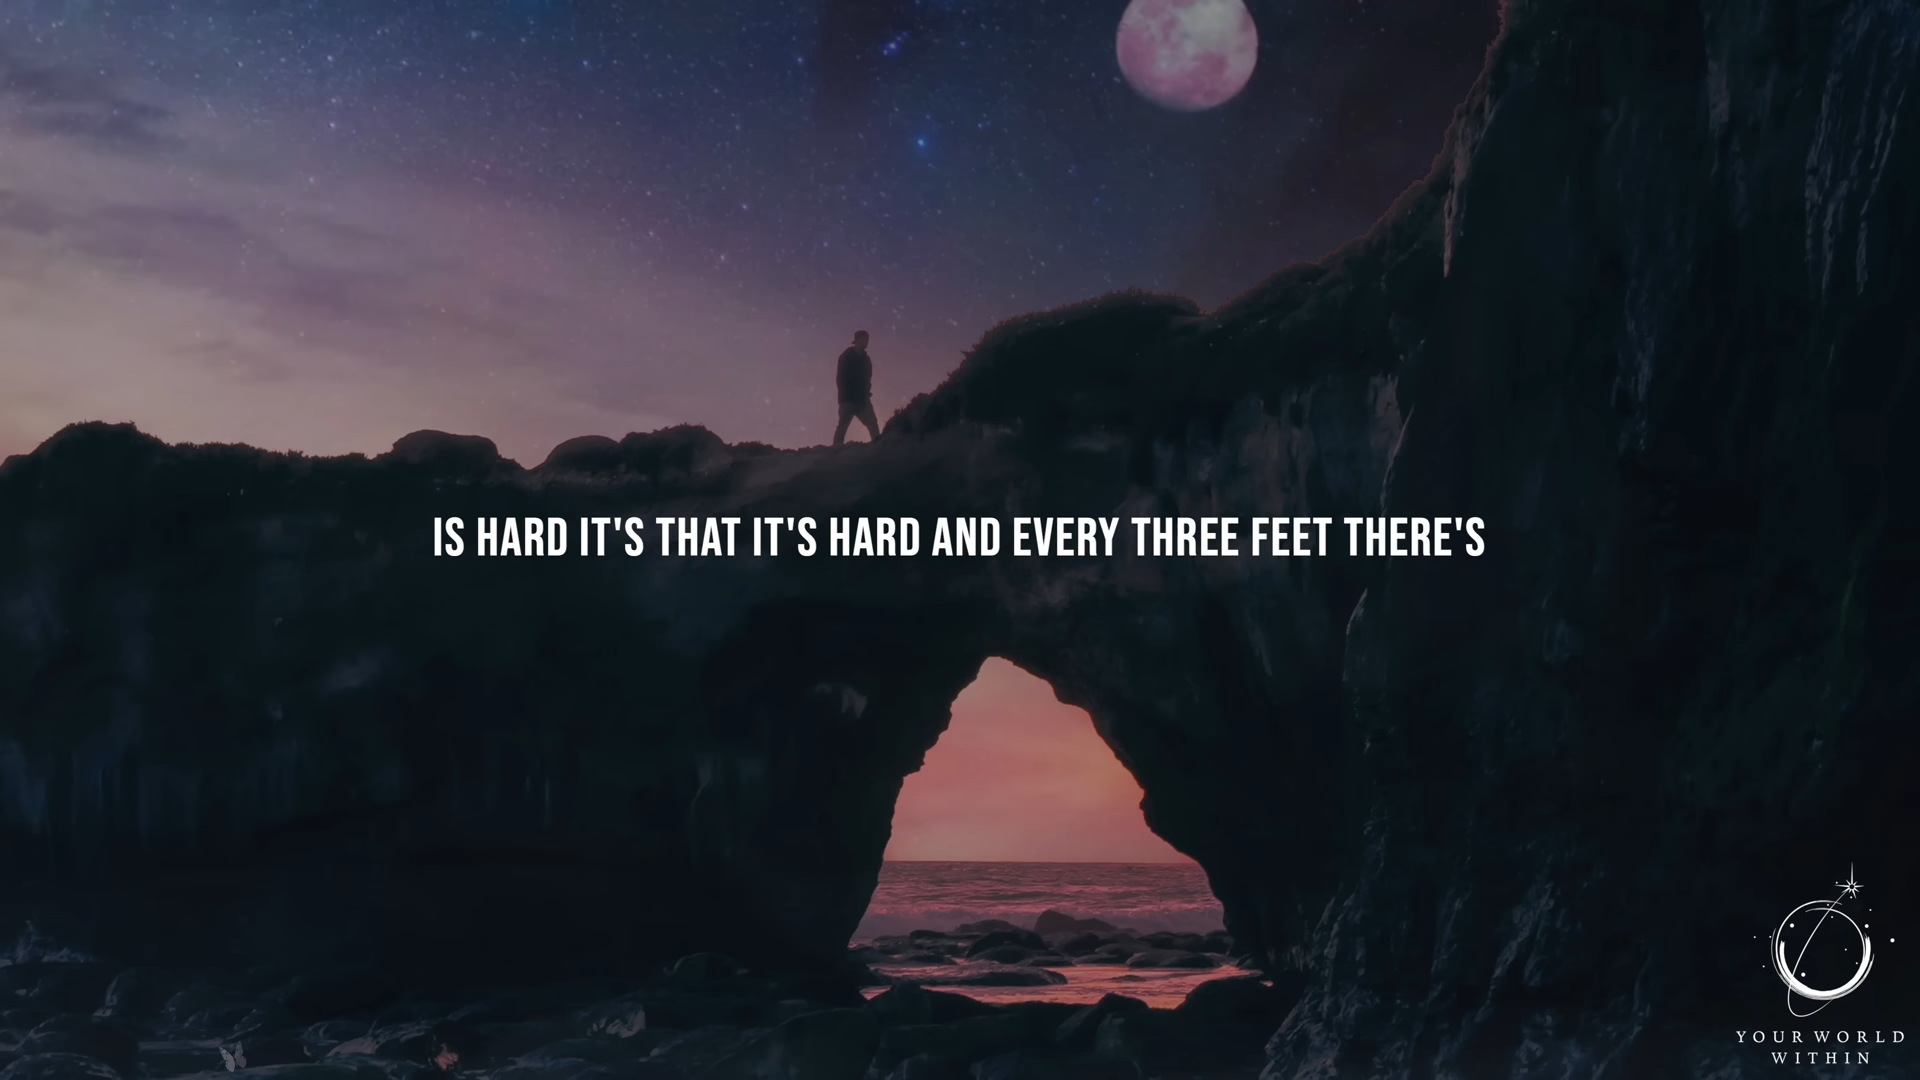 IS HARD IT'S THAT IT'S HARD AND EVERY THREE FEET THERE'S
YOUR WORLD
WITHIN